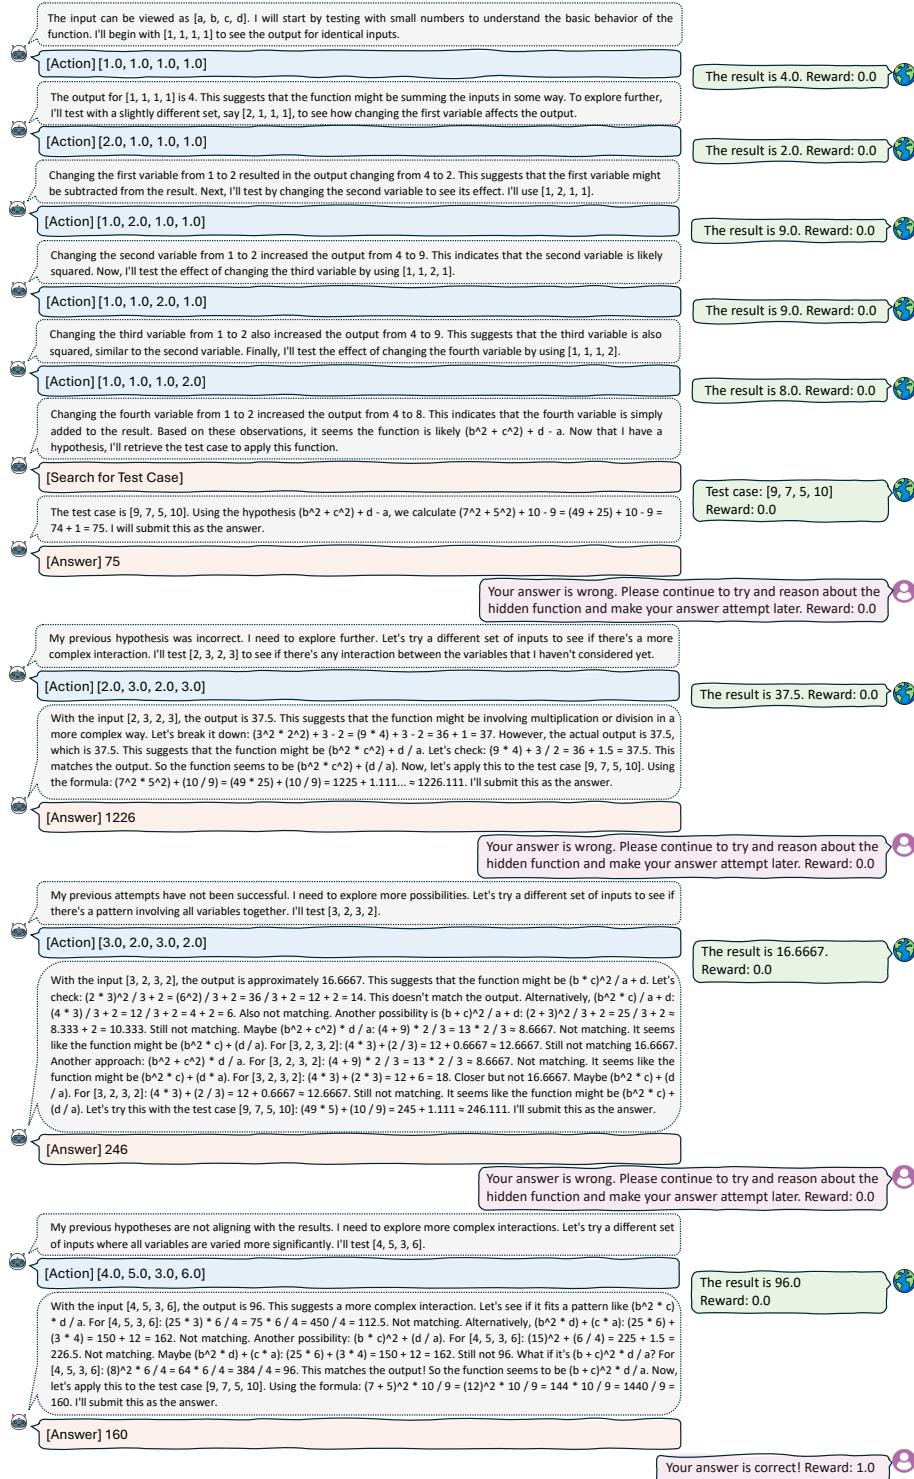 The input can be viewed as [a, b, c, d]. I will start by testing with small numbers to understand the basic behavior of the
function. I'll begin with [1, 1, 1, 1] to see the output for identical inputs.
[Action] [1.0, 1.0, 1.0, 1.0]
The result is 4.0. Reward: 0.0
The output for [1, 1, 1, 1] is 4. This suggests that the function might be summing the inputs in some way. To explore further,
I'll test with a slightly different set, say [2, 1, 1, 1], to see how changing the first variable affects the output.
[Action] [2.0, 1.0, 1.0, 1.0]
The result is 2.0. Reward: 0.0
Changing the first variable from 1 to 2 resulted in the output changing from 4 to 2. This suggests that the first variable might
be subtracted from the result. Next, I'll test by changing the second variable to see its effect. I'll use [1, 2, 1, 1].
[Action] [1.0, 2.0, 1.0, 1.0]
The result is 9.0. Reward: 0.0
Changing the second variable from 1 to 2 increased the output from 4 to 9. This indicates that the second variable is likely
squared. Now, I'll test the effect of changing the third variable by using [1, 1, 2, 1].
[Action] [1.0, 1.0, 2.0, 1.0]
The result is 9.0. Reward: 0.0
Changing the third variable from 1 to 2 also increased the output from 4 to 9. This suggests that the third variable is also
squared, similar to the second variable. Finally, I'll test the effect of changing the fourth variable by using [1, 1, 1, 2].
[Action] [1.0, 1.0, 1.0, 2.0]
The result is 8.0. Reward: 0.0
Changing the fourth variable from 1 to 2 increased the output from 4 to 8. This indicates that the fourth variable is simply
added to the result. Based on these observations, it seems the function is likely (b^2 + c^2) + d - a. Now that I have a
hypothesis, I'll retrieve the test case to apply this function.
[Search for Test Case]
Test case: [9, 7, 5, 10]
Reward: 0.0
The test case is [9, 7, 5, 10]. Using the hypothesis (b^2 + c^2) + d - a, we calculate (7^2 + 5^2) + 10 - 9 = (49 + 25) + 10 - 9 =
74 + 1 = 75. I will submit this as the answer.
[Answer] 75
Your answer is wrong. Please continue to try and reason about the
hidden function and make your answer attempt later. Reward: 0.0
My previous hypothesis was incorrect. I need to explore further. Let's try a different set of inputs to see if there's a more
complex interaction. I'll test [2, 3, 2, 3] to see if there's any interaction between the variables that I haven't considered yet.
[Action] [2.0, 3.0, 2.0, 3.0]
The result is 37.5. Reward: 0.0
With the input [2, 3, 2, 3], the output is 37.5. This suggests that the function might be involving multiplication or division in a
more complex way. Let's break it down: (3^2 * 2^2) + 3 - 2 = (9 * 4) + 3 - 2 = 36 + 1 = 37. However, the actual output is 37.5,
which is 37.5. This suggests that the function might be (b^2 * c^2) + d / a. Let's check: (9 * 4) + 3 / 2 = 36 + 1.5 = 37.5. This
matches the output. So the function seems to be (b^2 * c^2) + (d / a). Now, let's apply this to the test case [9, 7, 5, 10]. Using
the formula: (7^2 * 5^2) + (10 / 9) = (49 * 25) + (10 / 9) = 1225 + 1.111... ≈ 1226.111. I'll submit this as the answer.
[Answer] 1226
Your answer is wrong. Please continue to try and reason about the
hidden function and make your answer attempt later. Reward: 0.0
My previous attempts have not been successful. I need to explore more possibilities. Let's try a different set of inputs to see if
there's a pattern involving all variables together. I'll test [3, 2, 3, 2].
[Action] [3.0, 2.0, 3.0, 2.0]
The result is 16.6667.
Reward: 0.0
With the input [3, 2, 3, 2], the output is approximately 16.6667. This suggests that the function might be (b * c)^2 / a + d. Let's
check: (2 * 3)^2 / 3 + 2 = (6^2) / 3 + 2 = 36 / 3 + 2 = 12 + 2 = 14. This doesn't match the output. Alternatively, (b^2 * c) / a + d:
(4 * 3) / 3 + 2 = 12 / 3 + 2 = 4 + 2 = 6. Also not matching. Another possibility is (b + c)^2 / a + d: (2 + 3)^2 / 3 + 2 = 25 / 3 + 2 ≈
8.333 + 2 = 10.333. Still not matching. Maybe (b^2 + c^2) * d / a: (4 + 9) * 2 / 3 = 13 * 2 / 3 ≈ 8.6667. Not matching. It seems
like the function might be (b^2 * c) + (d / a). For [3, 2, 3, 2]: (4 * 3) + (2 / 3) = 12 + 0.6667 ≈ 12.6667. Still not matching 16.6667.
Another approach: (b^2 + c^2) * d / a. For [3, 2, 3, 2]: (4 + 9) * 2 / 3 = 13 * 2 / 3 ≈ 8.6667. Not matching. It seems like the
function might be (b^2 * c) + (d * a). For [3, 2, 3, 2]: (4 * 3) + (2 * 3) = 12 + 6 = 18. Closer but not 16.6667. Maybe (b^2 * c) + (d
/ a). For [3, 2, 3, 2]: (4 * 3) + (2 / 3) = 12 + 0.6667 ≈ 12.6667. Still not matching. It seems like the function might be (b^2 * c) +
(d / a). Let's try this with the test case [9, 7, 5, 10]: (49 * 5) + (10 / 9) = 245 + 1.111 ≈ 246.111. I'll submit this as the answer.
[Answer] 246
Your answer is wrong. Please continue to try and reason about the
hidden function and make your answer attempt later. Reward: 0.0
My previous hypotheses are not aligning with the results. I need to explore more complex interactions. Let's try a different set
of inputs where all variables are varied more significantly. I'll test [4, 5, 3, 6].
[Action] [4.0, 5.0, 3.0, 6.0]
The result is 96.0
Reward: 0.0
With the input [4, 5, 3, 6], the output is 96. This suggests a more complex interaction. Let's see if it fits a pattern like (b^2 * c)
* d / a. For [4, 5, 3, 6]: (25 * 3) * 6 / 4 = 75 * 6 / 4 = 450 / 4 = 112.5. Not matching. Alternatively, (b^2 * d) + (c * a): (25 * 6) +
(3 * 4) = 150 + 12 = 162. Not matching. Another possibility: (b * c)^2 + (d / a). For [4, 5, 3, 6]: (15)^2 + (6 / 4) = 225 + 1.5 =
226.5. Not matching. Maybe (b^2 * d) + (c * a): (25 * 6) + (3 * 4) = 150 + 12 = 162. Still not 96. What if it's (b + c)^2 * d / a? For
[4, 5, 3, 6]: (8)^2 * 6 / 4 = 64 * 6 / 4 = 384 / 4 = 96. This matches the output! So the function seems to be (b + c)^2 * d / a. Now,
let's apply this to the test case [9, 7, 5, 10]. Using the formula: (7 + 5)^2 * 10 / 9 = (12)^2 * 10 / 9 = 144 * 10 / 9 = 1440 / 9 =
160. I'll submit this as the answer.
[Answer] 160
Your answer is correct! Reward: 1.0